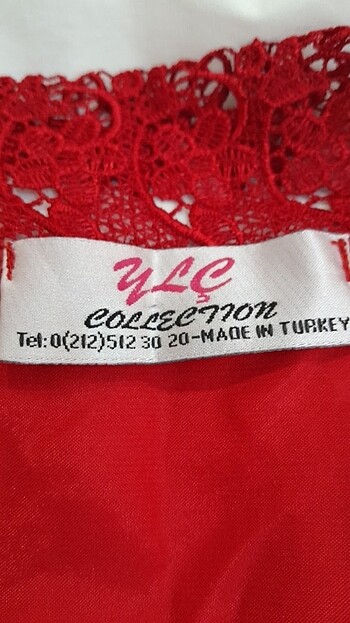 YLÇ
COLLECTION
Tel: 0(212)512 30 20-MADE IN TURKEY